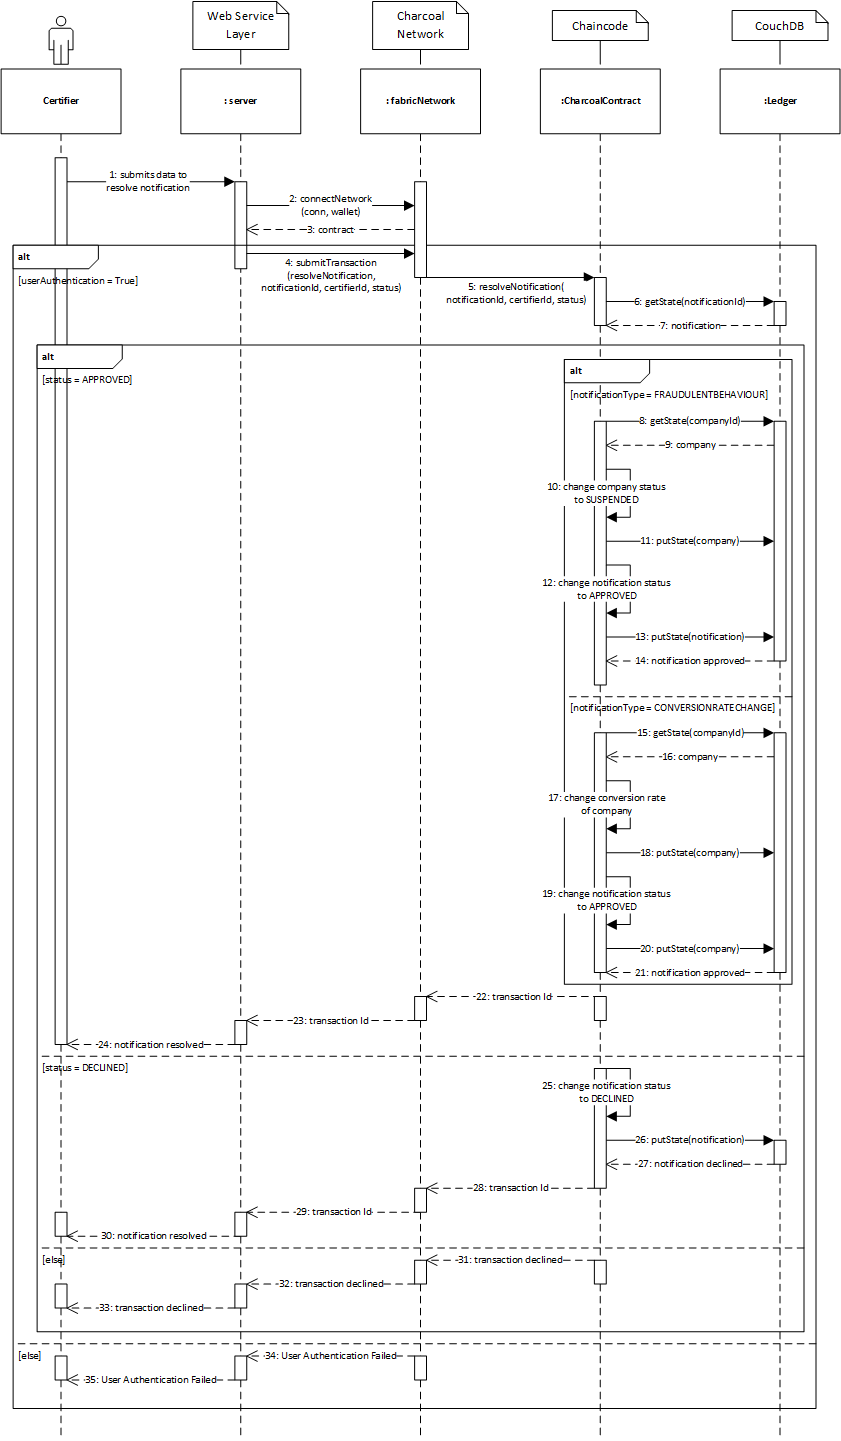 Web Service
Layer
Charcoal
Network
Chaincode
CouchDB
Certifier
: server
: fabricNetwork
:CharcoalContract
:Ledger
1: submits data to
resolve notification
2: connectNetwork
(conn, wallet)
3: contract
alt
[userAuthentication = True]
4: submitTransaction
(resolveNotification,
notificationId, certifierId, status)
5: resolveNotification(
notificationId, certifierId, status)
6: getState(notificationId)
7: notification
alt
[status = APPROVED]
alt
[notificationType = FRAUDULENTBEHAVIOUR]
8: getState(companyId)
9: company
10: change company status
to SUSPENDED
11: putState(company)
12: change notification status
to APPROVED
13: putState(notification)
14: notification approved
[notificationType = CONVERSIONRATECHANGE]
15: getState(companyId)
16: company
17: change conversion rate
of company
18: putState(company)
19: change notification status
to APPROVED
20: putState(company)
21: notification approved
22: transaction Id
23: transaction Id
24: notification resolved
[status = DECLINED]
25: change notification status
to DECLINED
26: putState(notification)
27: notification declined
28: transaction Id
29: transaction Id
30: notification resolved
[else]
31: transaction declined
32: transaction declined
33: transaction declined
[else]
34: User Authentication Failed
35: User Authentication Failed